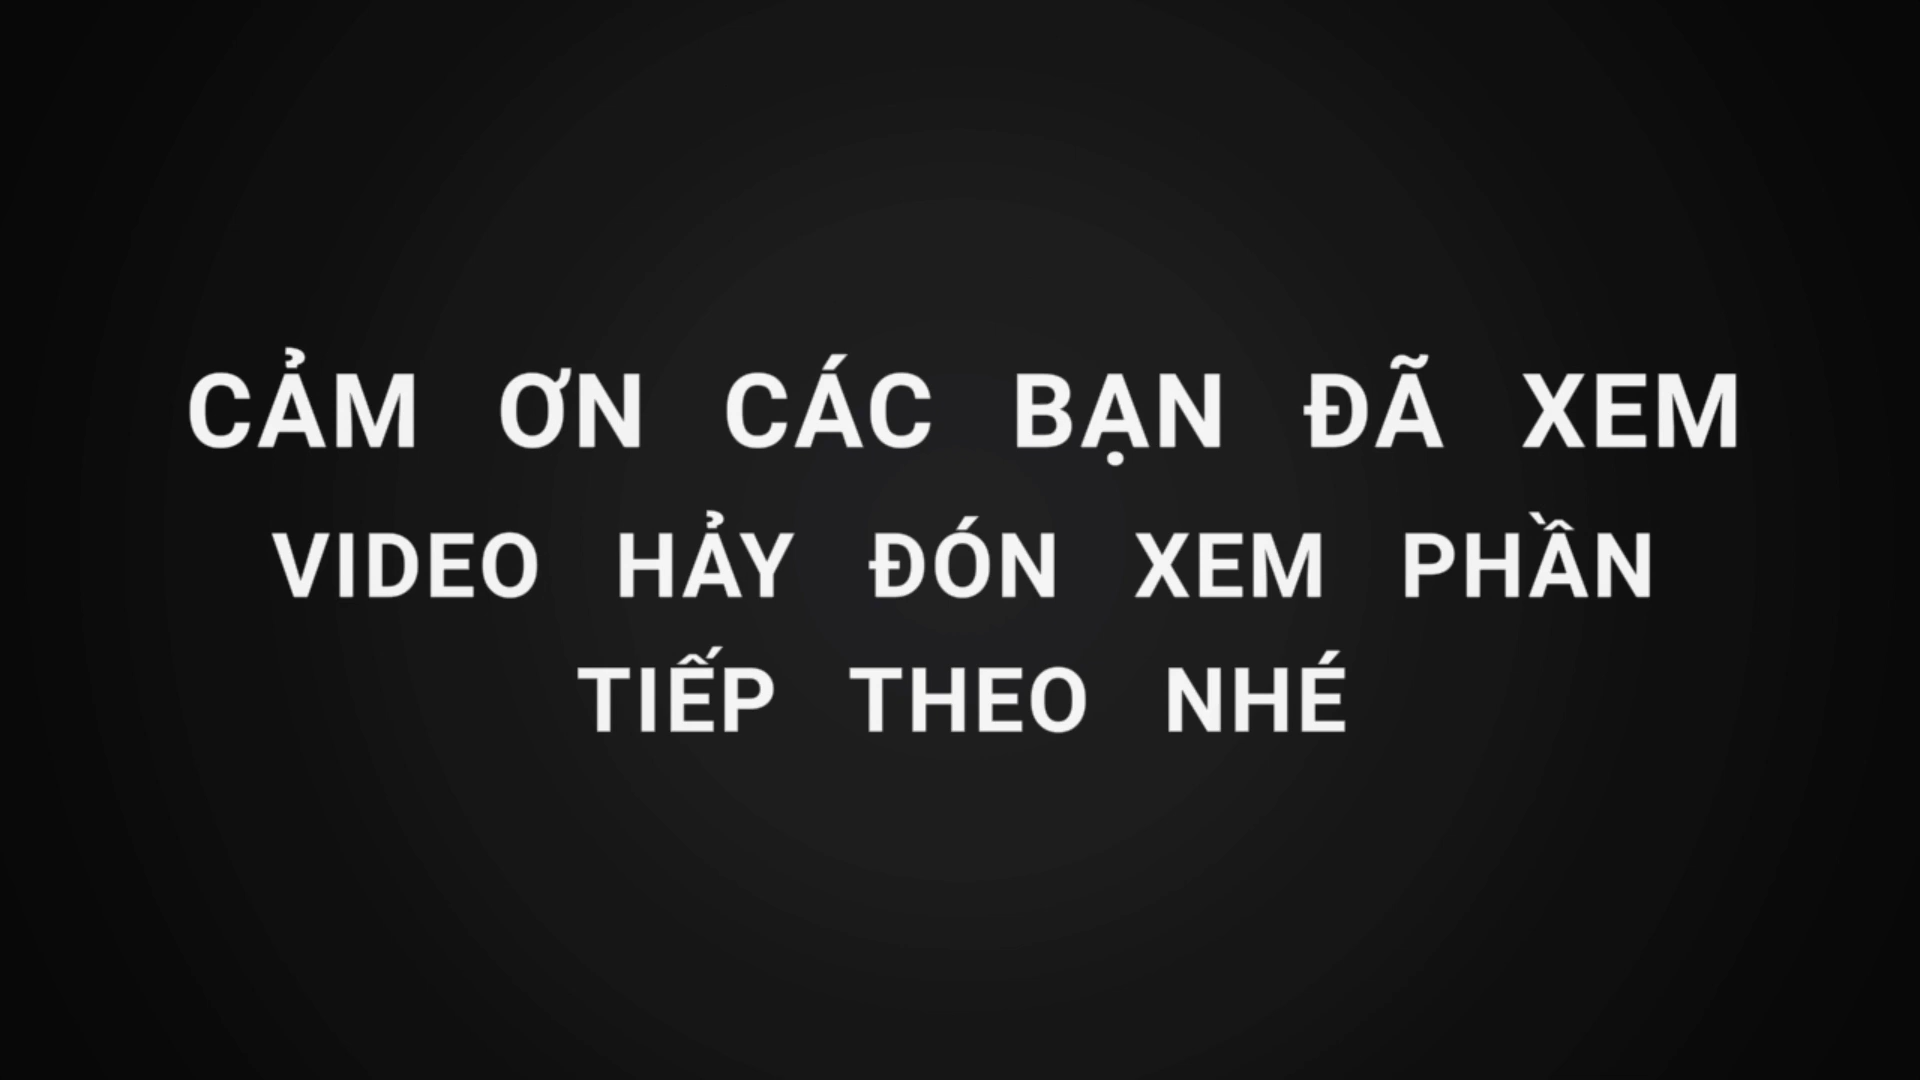 CẢM ƠN CÁC BẠN ĐÃ XEM
VIDEO HẢY ĐÓN XEM PHẦN
TIẾP THEO NHÉ